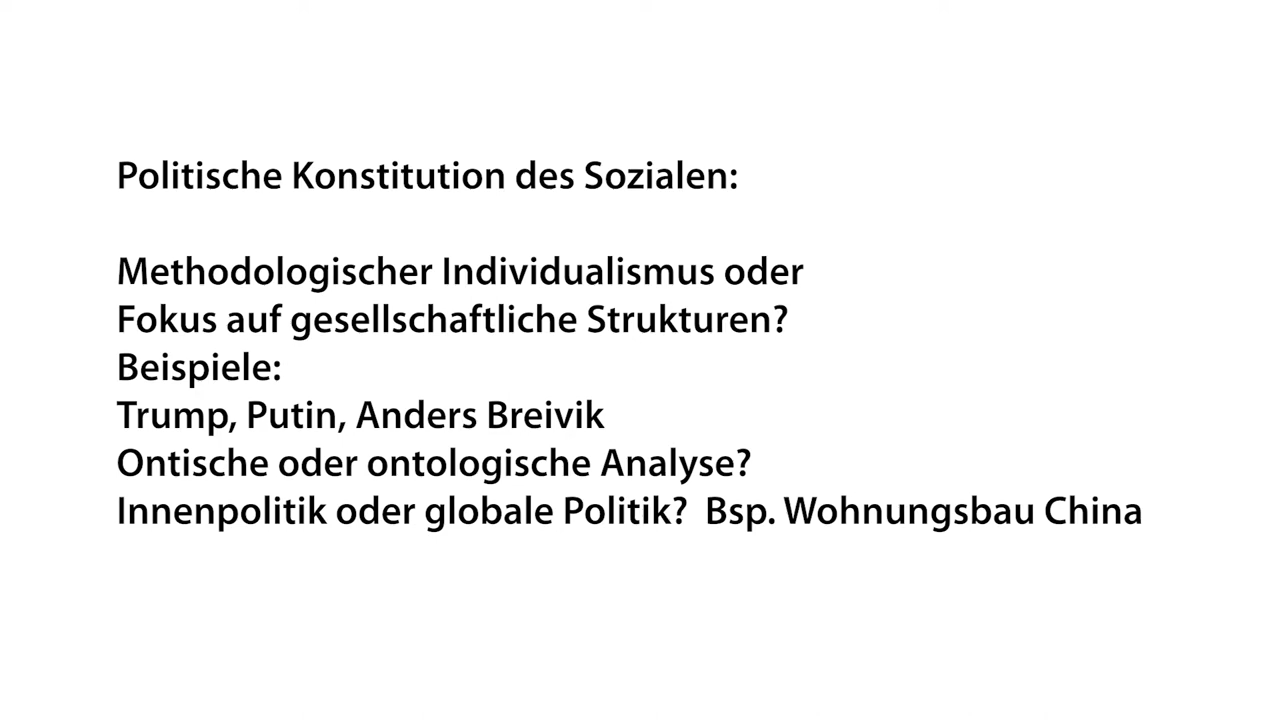 Politische Konstitution des Sozialen:
Methodologischer Individualismus oder
Fokus auf gesellschaftliche Strukturen?
Beispiele:
Trump, Putin, Anders Breivik
Ontische oder ontologische Analyse?
Innenpolitik oder globale Politik?  Bsp. Wohnungsbau China